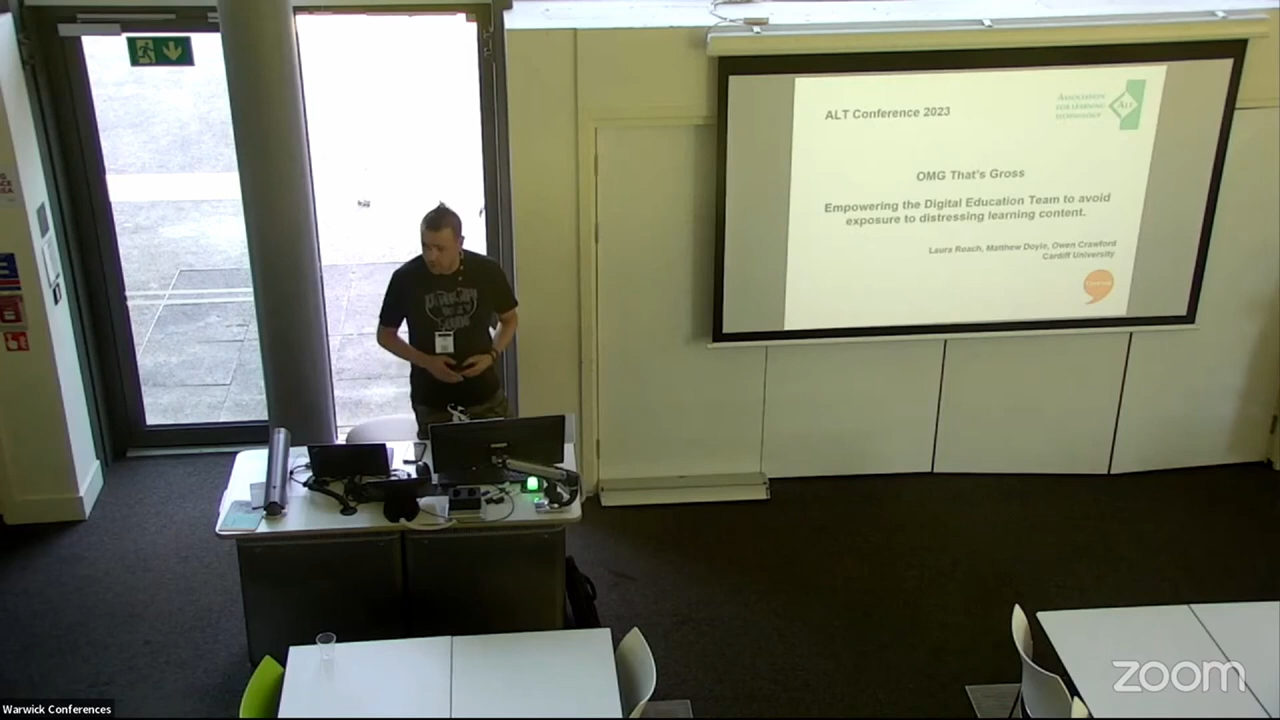 ALT Conference 2023
ASSOCIATION
FOR LEARNING
TECHNOLOGY
ALT
OMG That's Gross
Empowering the Digital Education Team to avoid
exposure to distressing learning content.
Laura Roach, Matthew Doyle, Owen Crawford
Cardiff University
Warwick Conferences
zoom